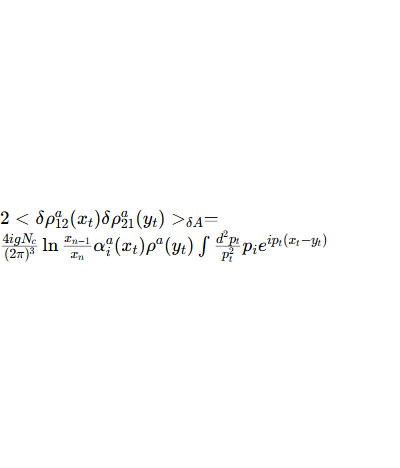 2 < δρ^a_{12}(x_t)δρ^a_{21}(y_t) >_{δA}=
\frac{4igN_c}{(2π)^3} ln \frac{x_{n−1}}{x_n} α^a_i(x_t)ρ^a(y_t) ∫ \frac{d^2p_t}{p_t^2} p_i e^{ip_t(x_t−y_t)}